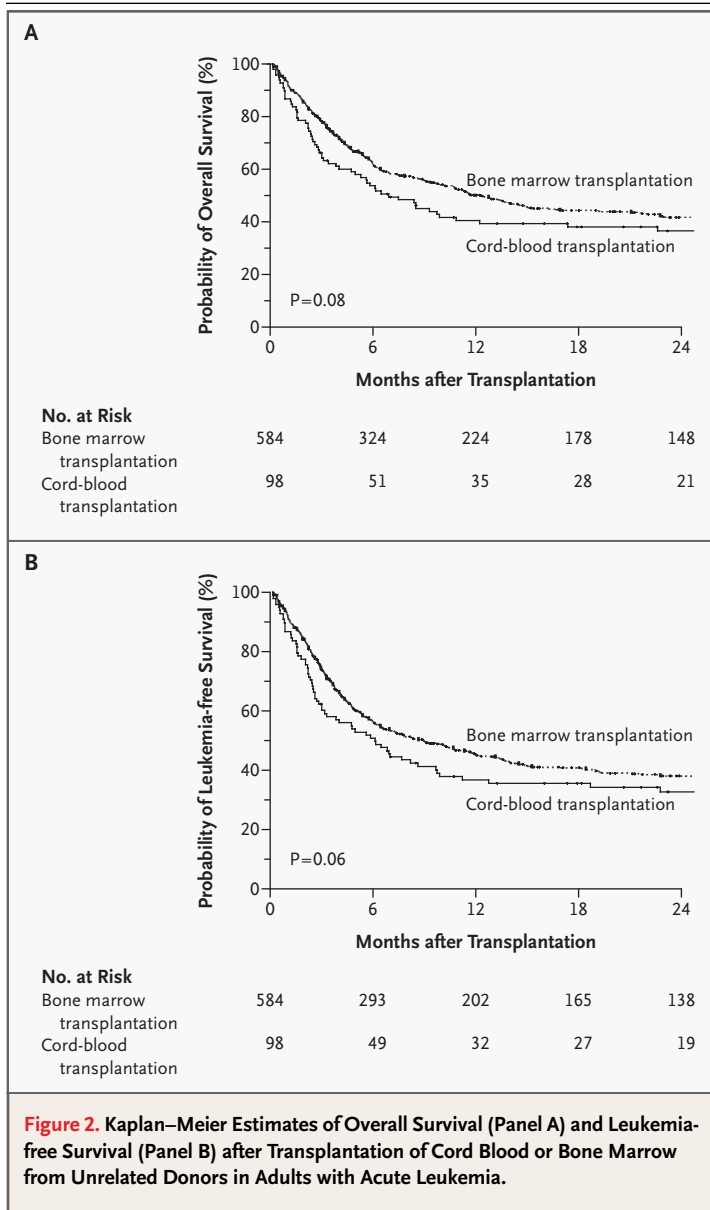 A
Probability of Overall Survival (%)
100
80
60
40
20
0
Bone marrow transplantation
Cord-blood transplantation
P=0.08
0 6 12 18 24
Months after Transplantation
No. at Risk
Bone marrow
transplantation
584 324 224 178 148
Cord-blood
transplantation
98 51 35 28 21
B
Probability of Leukemia-free Survival (%)
100
80
60
40
20
0
Bone marrow transplantation
Cord-blood transplantation
P=0.06
0 6 12 18 24
Months after Transplantation
No. at Risk
Bone marrow
transplantation
584 293 202 165 138
Cord-blood
transplantation
98 49 32 27 19
Figure 2. Kaplan–Meier Estimates of Overall Survival (Panel A) and Leukemia-
free Survival (Panel B) after Transplantation of Cord Blood or Bone Marrow
from Unrelated Donors in Adults with Acute Leukemia.